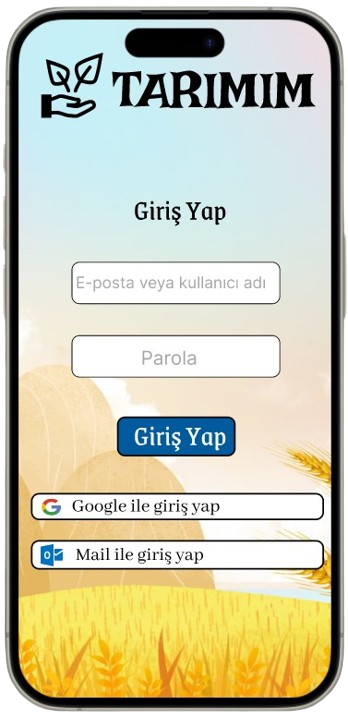 TARIMIM
Giriş Yap
E-posta veya kullanıcı adı
Parola
Giriş Yap
Google ile giriş yap
Mail ile giriş yap